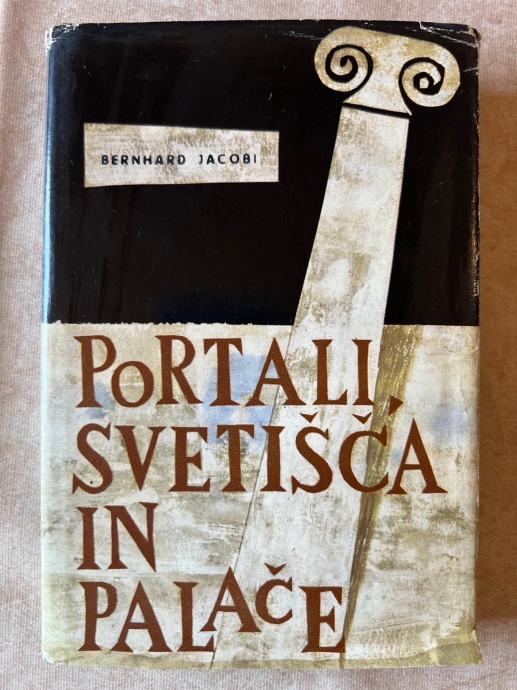 BERNHARD JACOBI
PORTALI,
SVETIŠČA
IN
PALAČE